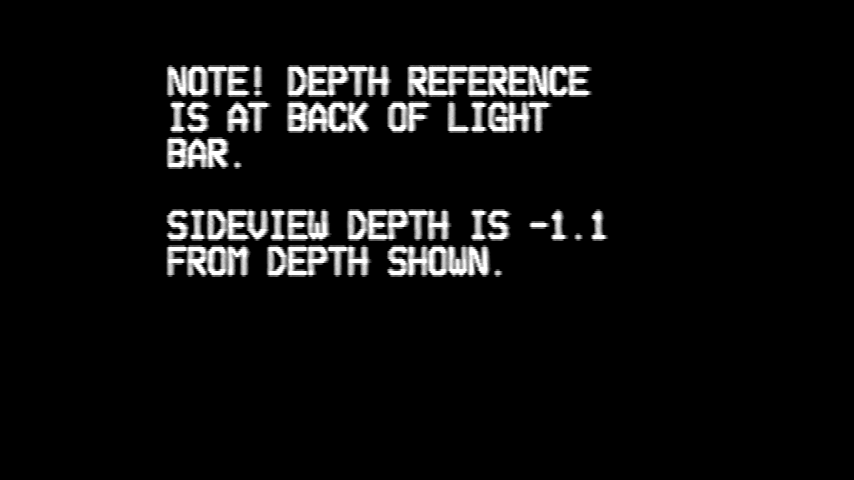 NOTE! DEPTH REFERENCE
IS AT BACK OF LIGHT
BAR.
SIDEVIEW DEPTH IS -1.1
FROM DEPTH SHOWN.